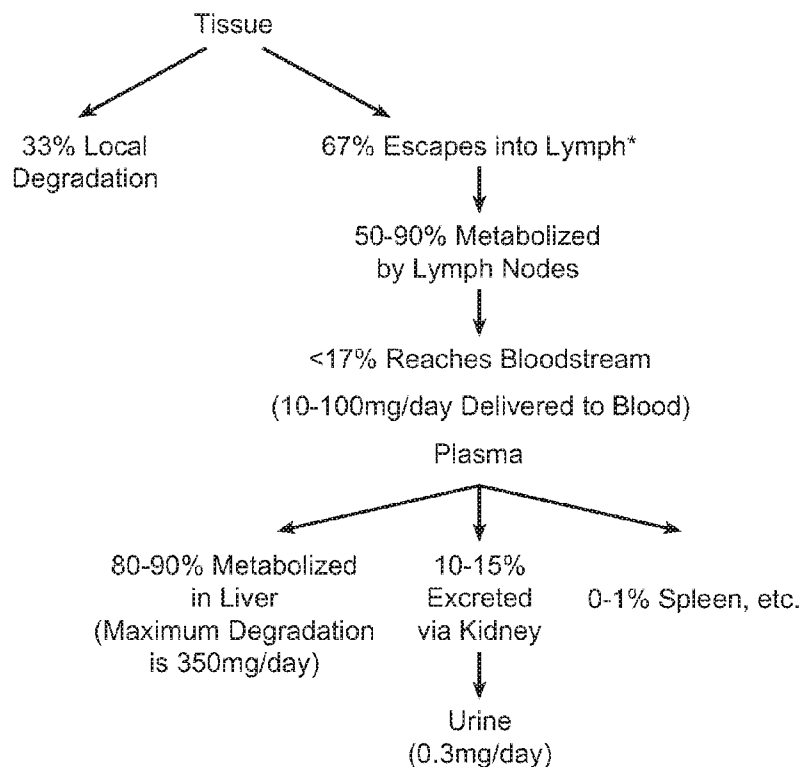 Tissue
33% Local
Degradation
67% Escapes into Lymph*
50-90% Metabolized
by Lymph Nodes
<17% Reaches Bloodstream
(10-100mg/day Delivered to Blood)
Plasma
80-90% Metabolized
in Liver
(Maximum Degradation
is 350mg/day)
10-15%
Excreted
via Kidney
0-1% Spleen, etc.
Urine
(0.3mg/day)